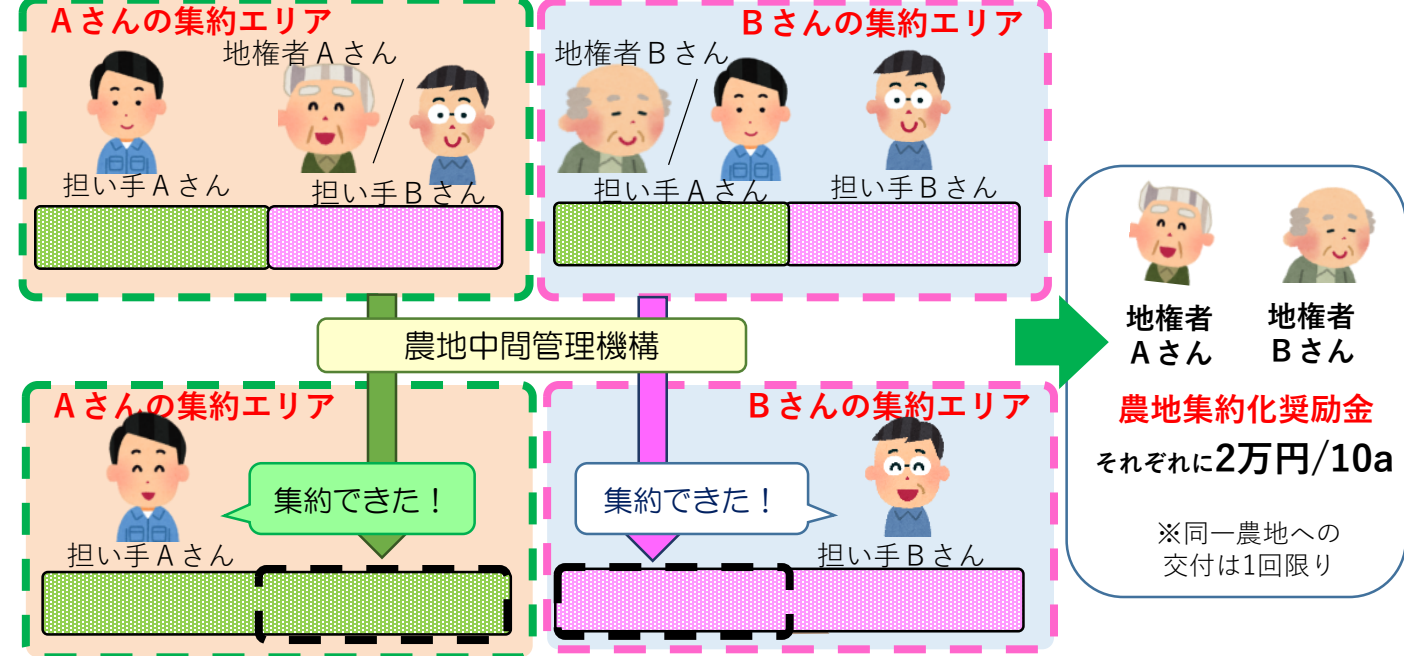 Aさんの集約エリア
地権者Aさん
担い手Aさん
担い手Bさん
Bさんの集約エリア
地権者Bさん
担い手Aさん
担い手Bさん
農地中間管理機構
Aさんの集約エリア
集約できた！
担い手Aさん
Bさんの集約エリア
集約できた！
担い手Bさん
地権者
Aさん
地権者
Bさん
農地集約化奨励金
それぞれに2万円/10a
※同一農地への
交付は1回限り